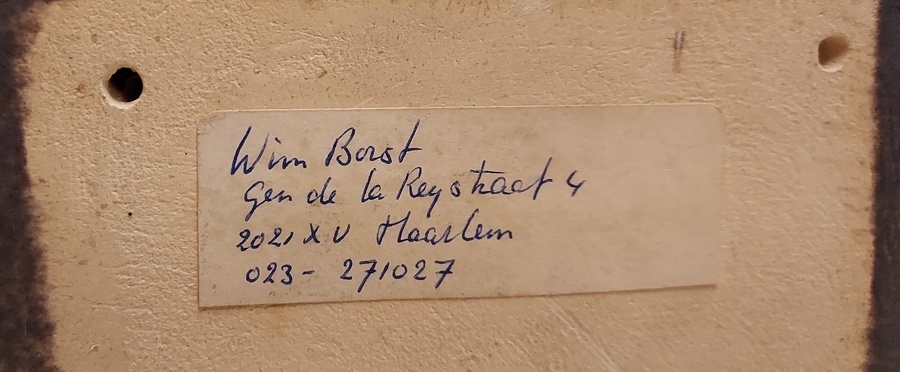 Wim Borst
Gen de la Reystraat 4
2021 XV Haarlem
023- 271027